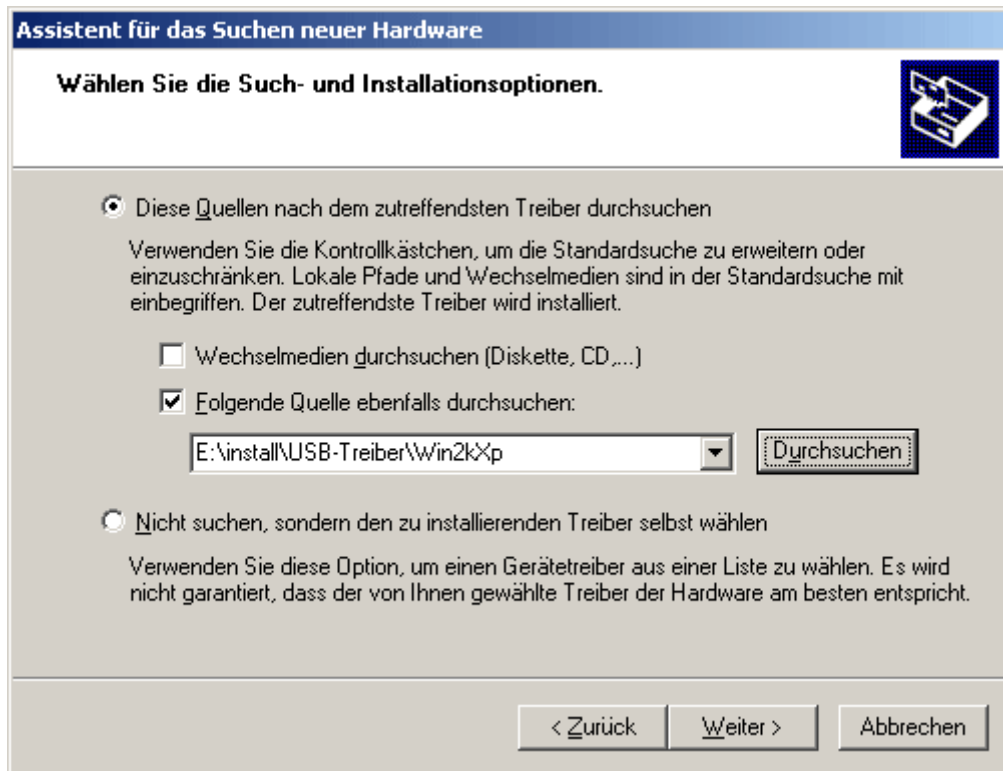 Assistent für das Suchen neuer Hardware
Wählen Sie die Such- und Installationsoptionen.
Diese Quellen nach dem zutreffendsten Treiber durchsuchen
Verwenden Sie die Kontrollkästchen, um die Standardsuche zu erweitern oder
einzuschränken. Lokale Pfade und Wechselmedien sind in der Standardsuche mit
einbegriffen. Der zutreffendste Treiber wird installiert.
Wechselmedien durchsuchen (Diskette, CD,...)
Folgende Quelle ebenfalls durchsuchen:
E:\install\USB-Treiber\Win2kXp
Durchsuchen
Nicht suchen, sondern den zu installierenden Treiber selbst wählen
Verwenden Sie diese Option, um einen Gerätetreiber aus einer Liste zu wählen. Es wird
nicht garantiert, dass der von Ihnen gewählte Treiber der Hardware am besten entspricht.
< Zurück Weiter > Abbrechen